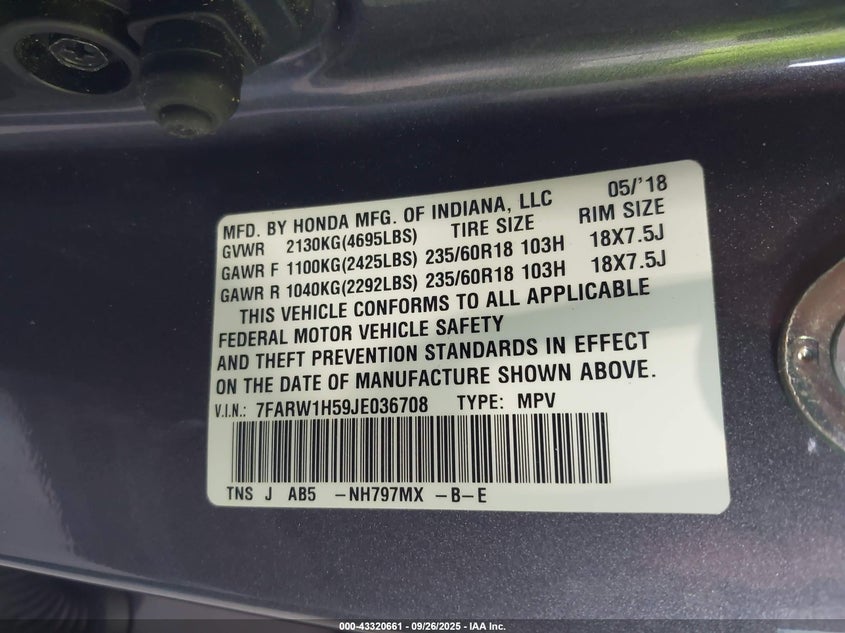 MFD. BY HONDA MFG. OF INDIANA, LLC 05/'18
GVWR 2130KG(4695LBS) TIRE SIZE RIM SIZE
GAWR F 1100KG(2425LBS) 235/60R18 103H 18X7.5J
GAWR R 1040KG(2292LBS) 235/60R18 103H 18X7.5J
THIS VEHICLE CONFORMS TO ALL APPLICABLE
FEDERAL MOTOR VEHICLE SAFETY
AND THEFT PREVENTION STANDARDS IN EFFECT
ON THE DATE OF MANUFACTURE SHOWN ABOVE.
V.I.N.: 7FARW1H59JE036708 TYPE: MPV
TNS J AB5 -NH797MX -B-E
000-43320661 - 09/26/2025 - IAA Inc.